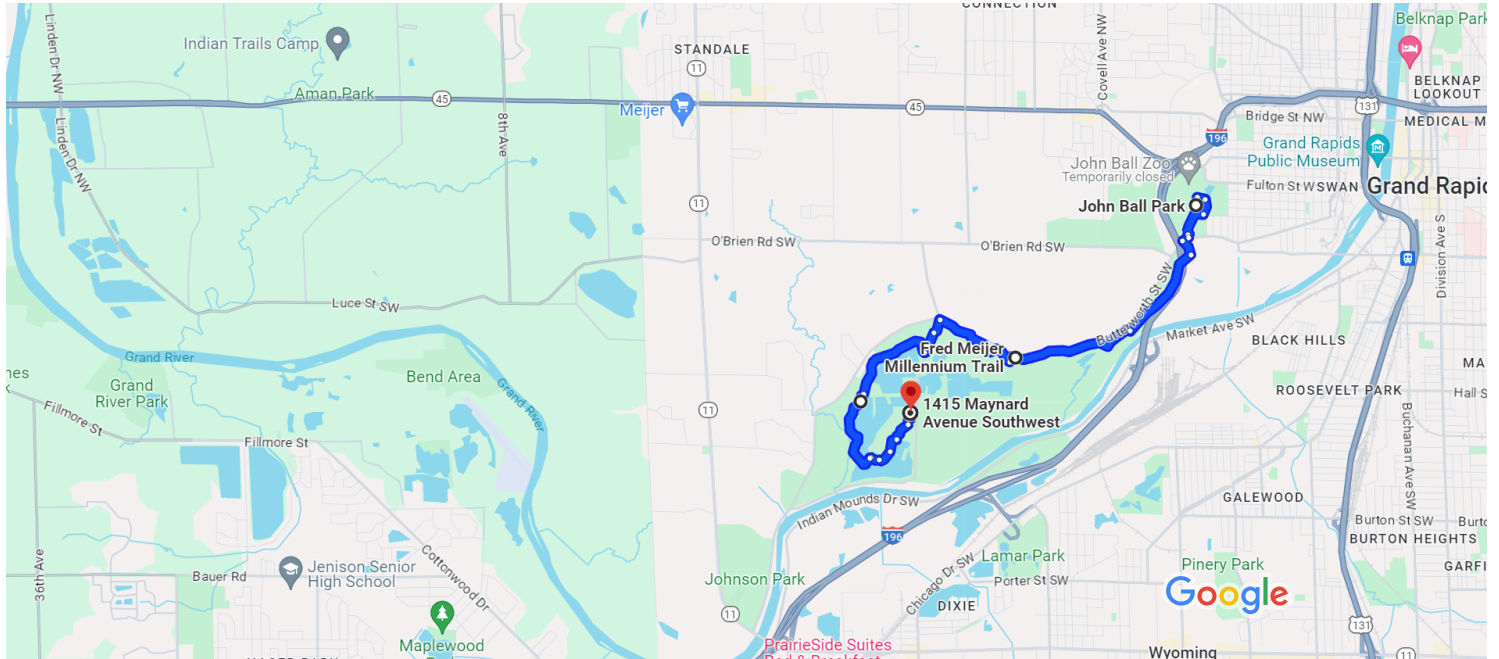 CONNECTION
Belknap Park
Linden Dr NW
Indian Trails Camp
STANDALE
11
Covell Ave NW
BELKNAP
LOOKOUT
Aman Park
45
Meijer
45
131
MEDICAL M
Bridge St NW
196
8th Ave
Linden Dr NW
Grand Rapids
Public Museum
John Ball Zoo
Temporarily closed
Fulton St W
SWAN
Grand Rapids
John Ball Park
11
O'Brien Rd SW
O'Brien Rd SW
Division Ave S
Luce St SW
Butterworth St SW
Market Ave SW
BLACK HILLS
Grand River
Fred Meijer
Millennium Trail
Grand
River Park
Bend Area
Grand River
1415 Maynard
Avenue Southwest
ROOSEVELT PARK
Hall S
Fillmore St
11
Buchanan Ave SW
Fillmore St
Indian Mounds Dr SW
GALEWOOD
Burton St SW
BURTON HEIGHTS
196
36th Ave
Jenison Senior
High School
Bauer Rd
Cottonwood Dr
Johnson Park
Lamar Park
Porter St SW
Chicago Dr SW
Pinery Park
Google
DIXIE
11
131
Maplewood
PrairieSide Suites
Wyoming
11